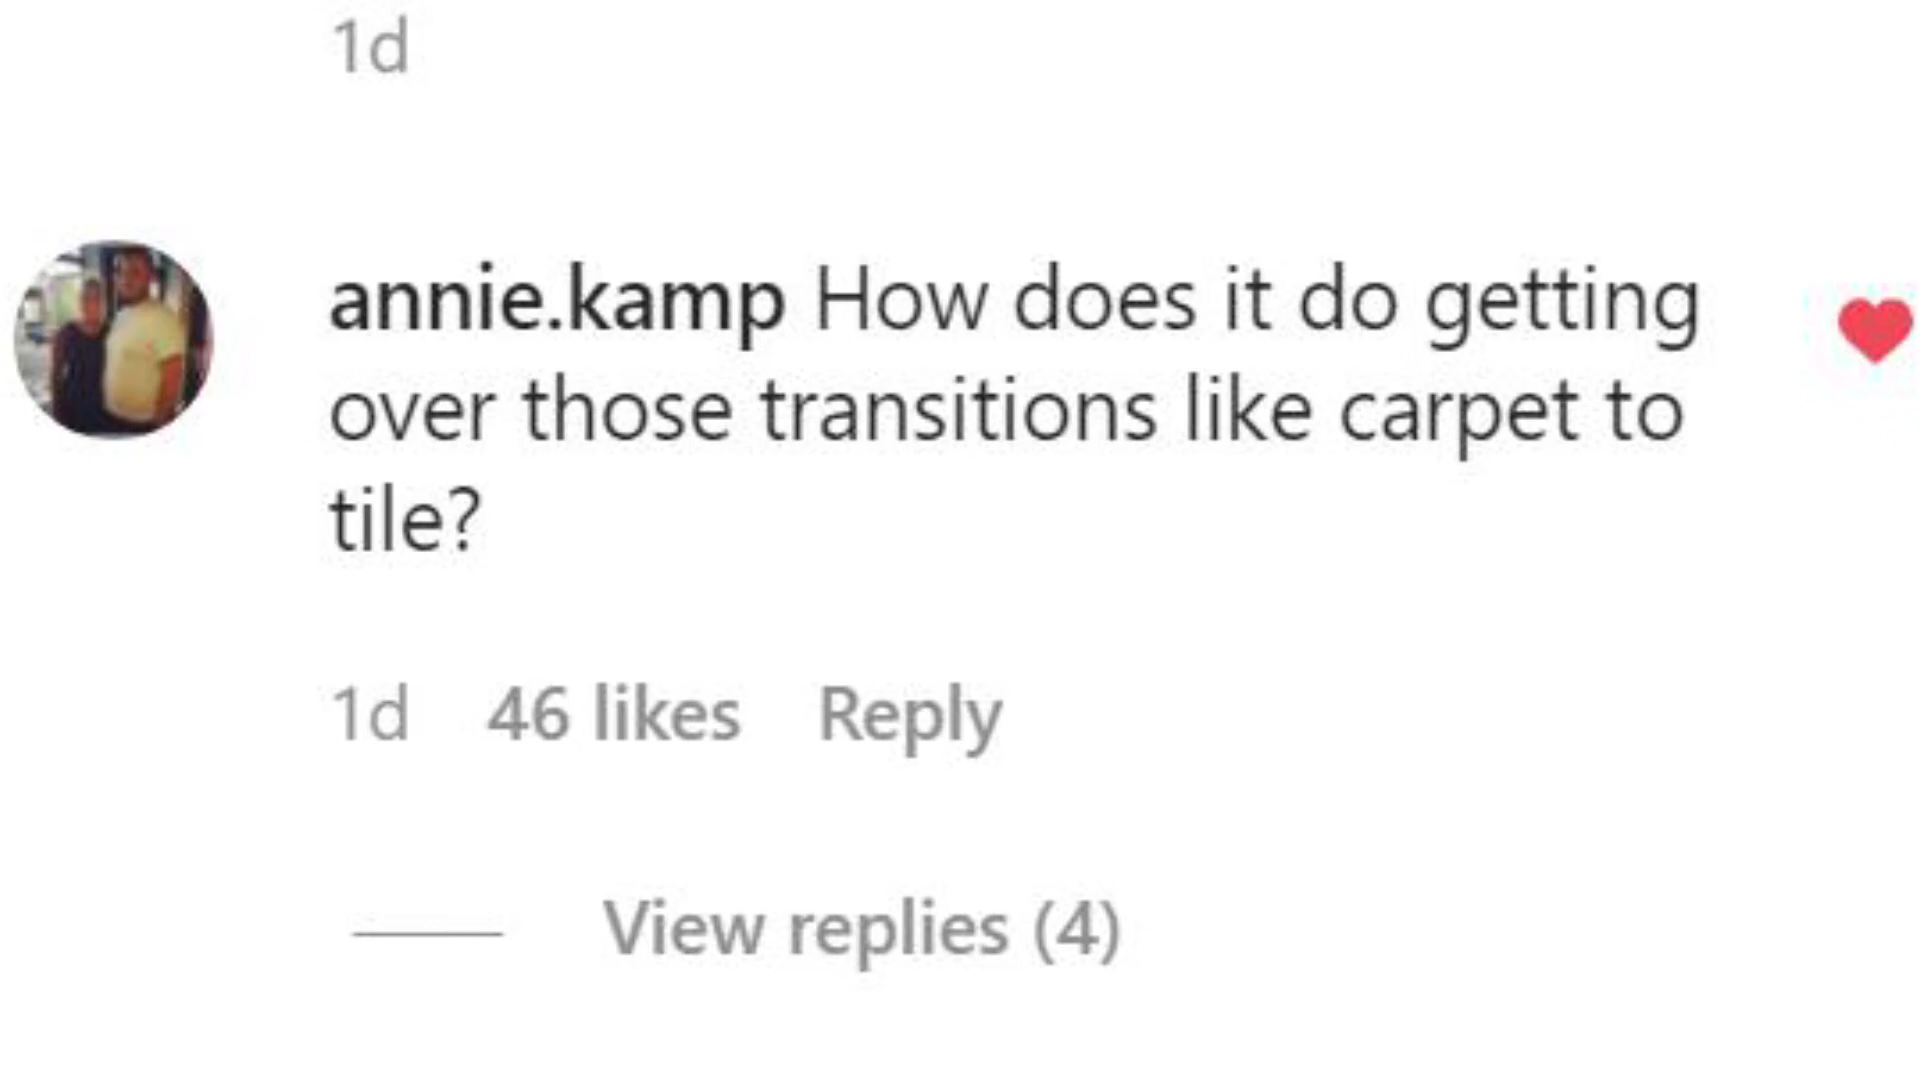 1d
annie.kamp How does it do getting
over those transitions like carpet to
tile?
1d 46 likes Reply
View replies (4)